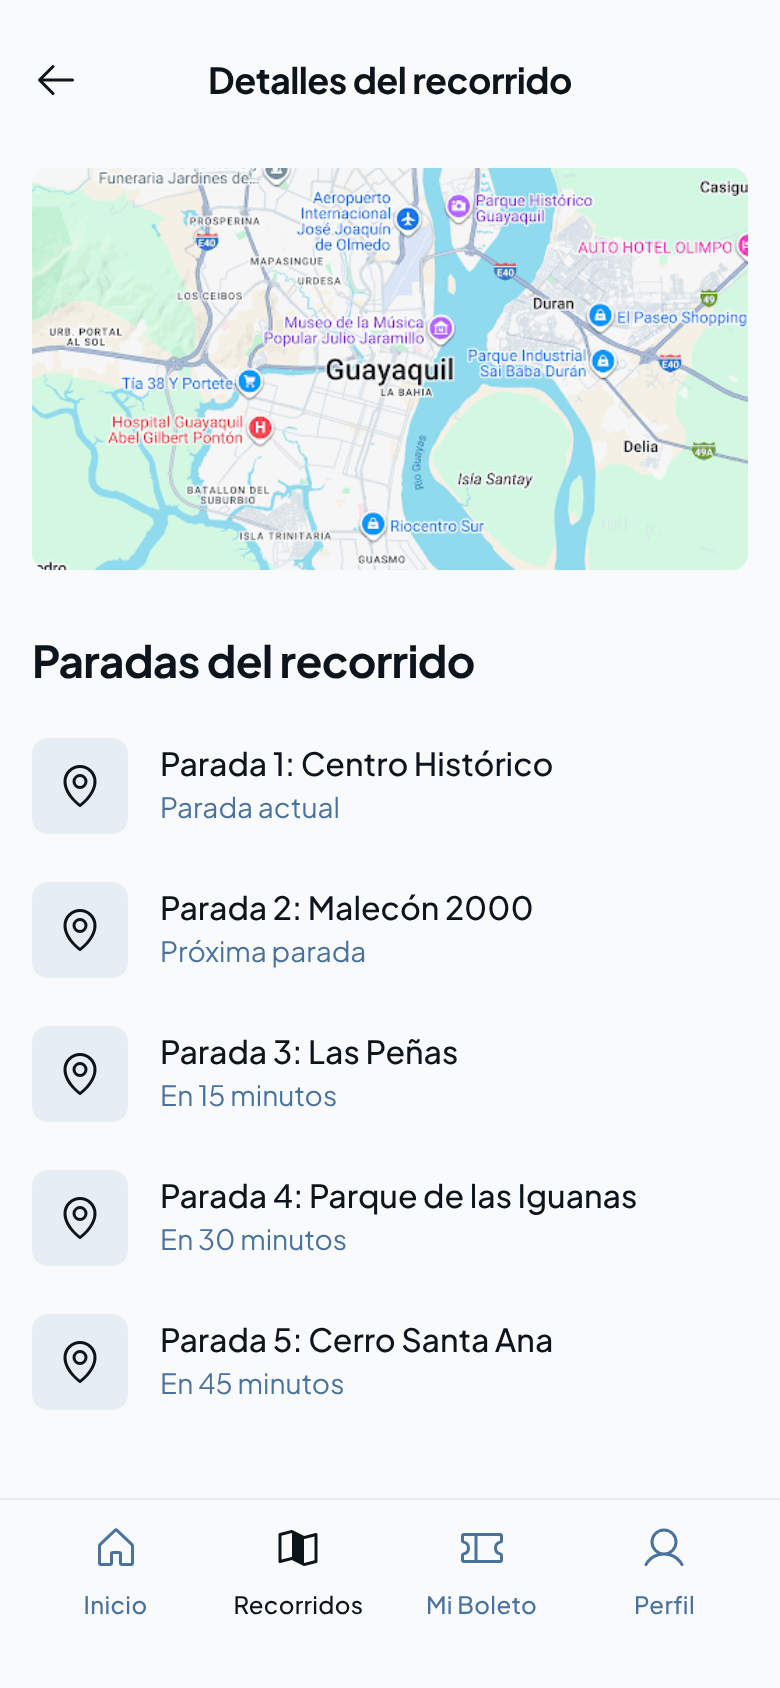 Detalles del recorrido
Funeraria Jardines de...
Casigu
Aeropuerto
Internacional
José Joaquín
de Olmedo
Parque Histórico
Guayaquil
PROSPERINA
E40
AUTO HOTEL OLIMPO
MAPASINGUE
E40
URDESA
LOS CEIBOS
Duran
49
El Paseo Shopping
URB. PORTAL
AL SOL
Museo de la Música
Popular Julio Jaramillo
Parque Industrial
Sai Baba Durán
E40
Guayaquil
LA BAHIA
Tía 38 Y Portete
Hospital Guayaquil
Abel Gilbert Pontón
H
Delia
49A
Río Guayas
Isla Santay
BATALLON DEL
SUBURBIO
Riocentro Sur
ISLA TRINITARIA
GUASMO
edro
Paradas del recorrido
Parada 1: Centro Histórico
Parada actual
Parada 2: Malecón 2000
Próxima parada
Parada 3: Las Peñas
En 15 minutos
Parada 4: Parque de las Iguanas
En 30 minutos
Parada 5: Cerro Santa Ana
En 45 minutos
Inicio
Recorridos
Mi Boleto
Perfil